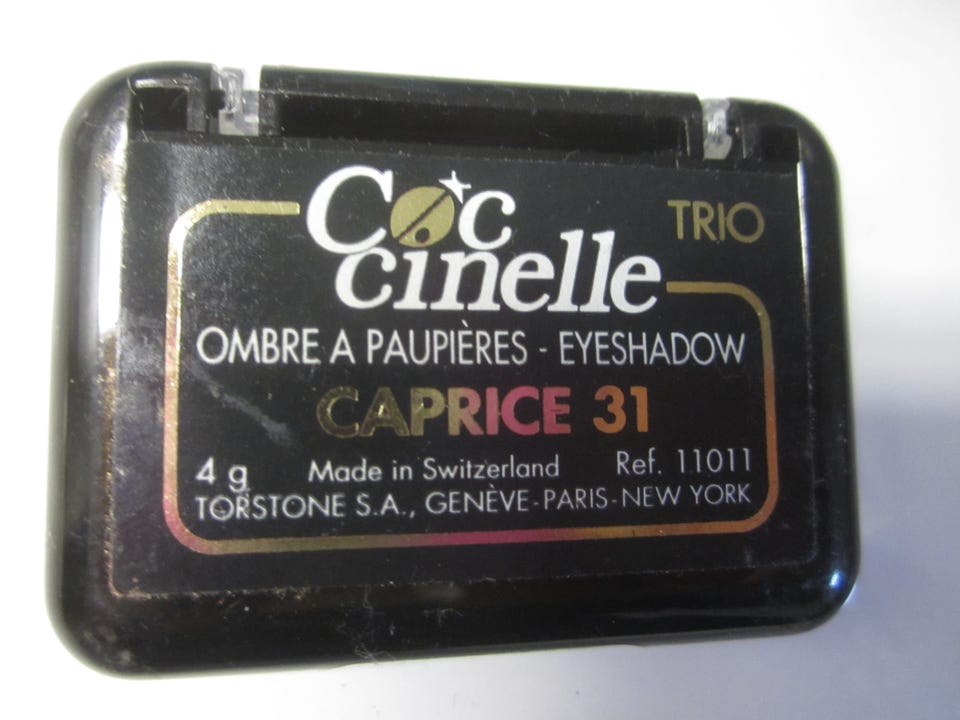 Coc
cinelle
TRIO
OMBRE A PAUPIÈRES - EYESHADOW
CAPRICE 31
4 g Made in Switzerland Ref. 11011
TORSTONE S.A., GENÈVE-PARIS-NEW YORK